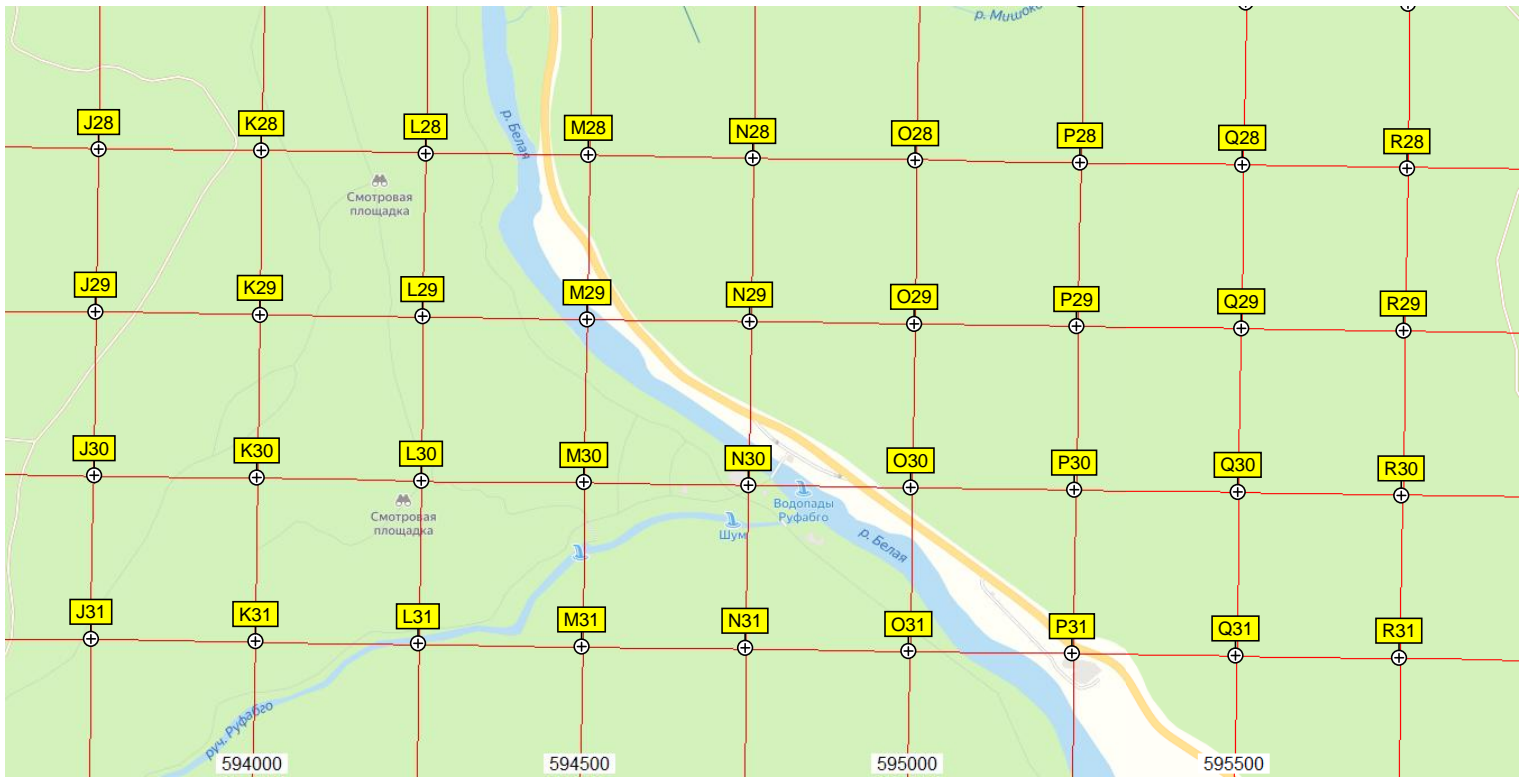 р. Мишоко
J28
K28
L28
M28
N28
O28
P28
Q28
R28
р. Белая
Смотровая
площадка
J29
K29
L29
M29
N29
O29
P29
Q29
R29
J30
K30
L30
M30
N30
O30
P30
Q30
R30
Смотровая
площадка
Водопады
Руфабго
Шум
р. Белая
J31
K31
L31
M31
N31
O31
P31
Q31
R31
руч. Руфабго
594000
594500
595000
595500